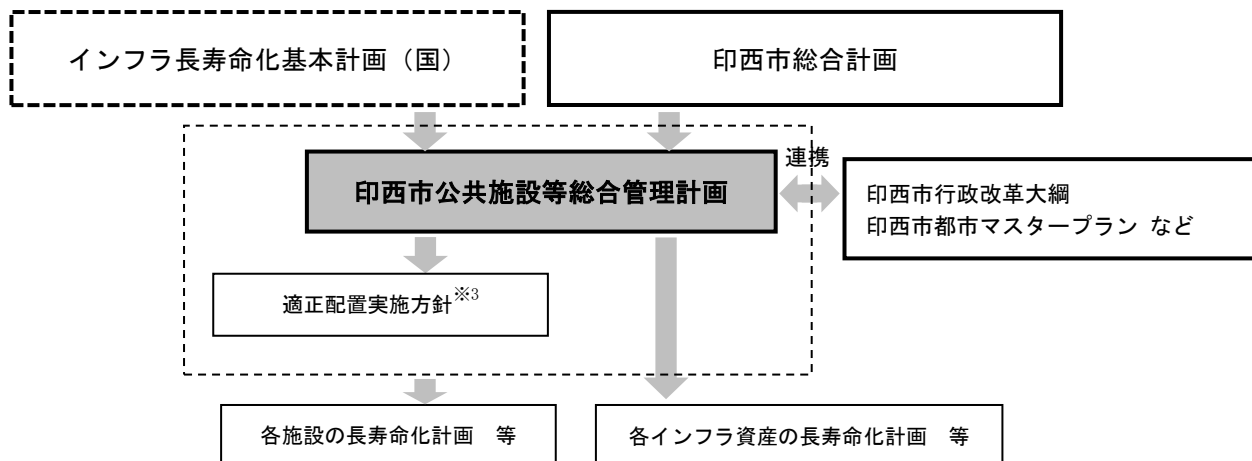 インフラ長寿命化基本計画（国）
印西市総合計画
連携
印西市公共施設等総合管理計画
印西市行政改革大綱
印西市都市マスタープラン など
適正配置実施方針※3
各施設の長寿命化計画　等
各インフラ資産の長寿命化計画　等